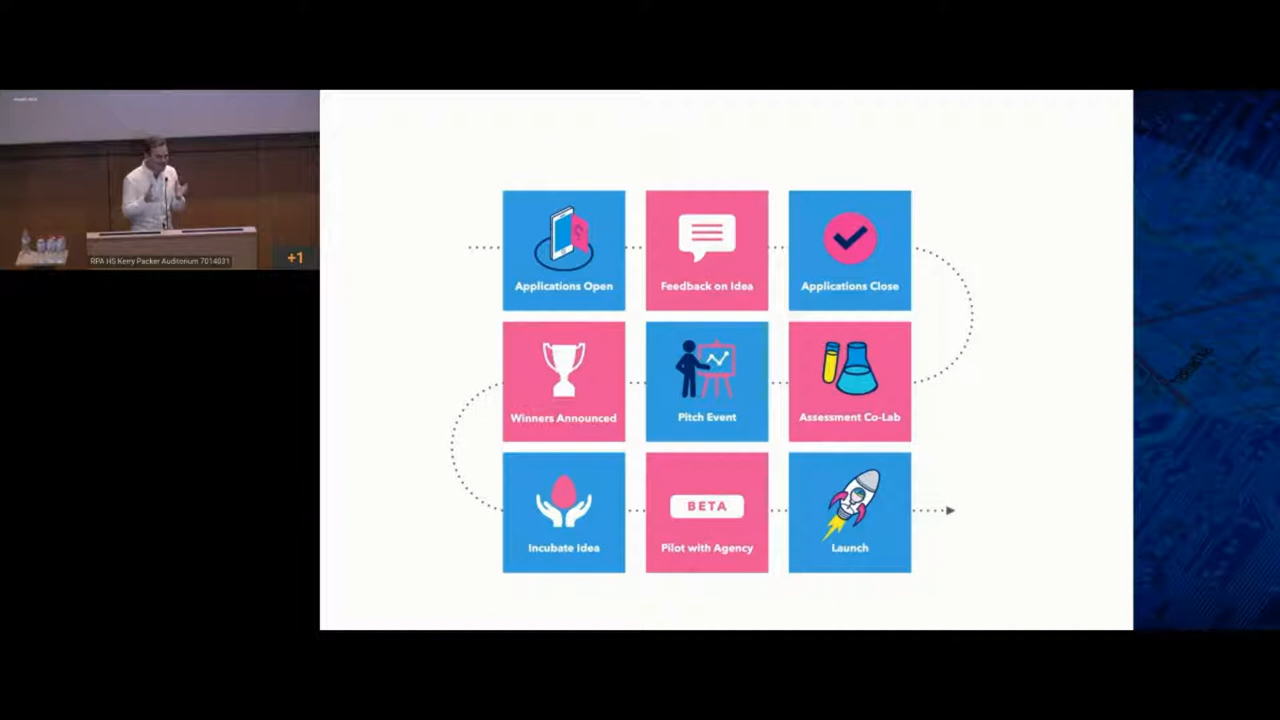 RPA HS Kerry Packer Auditorium 7014031
+1
Applications Open
Feedback on Idea
Applications Close
Winners Announced
Pitch Event
Assessment Co-Lab
Incubate Idea
BETA
Pilot with Agency
Launch